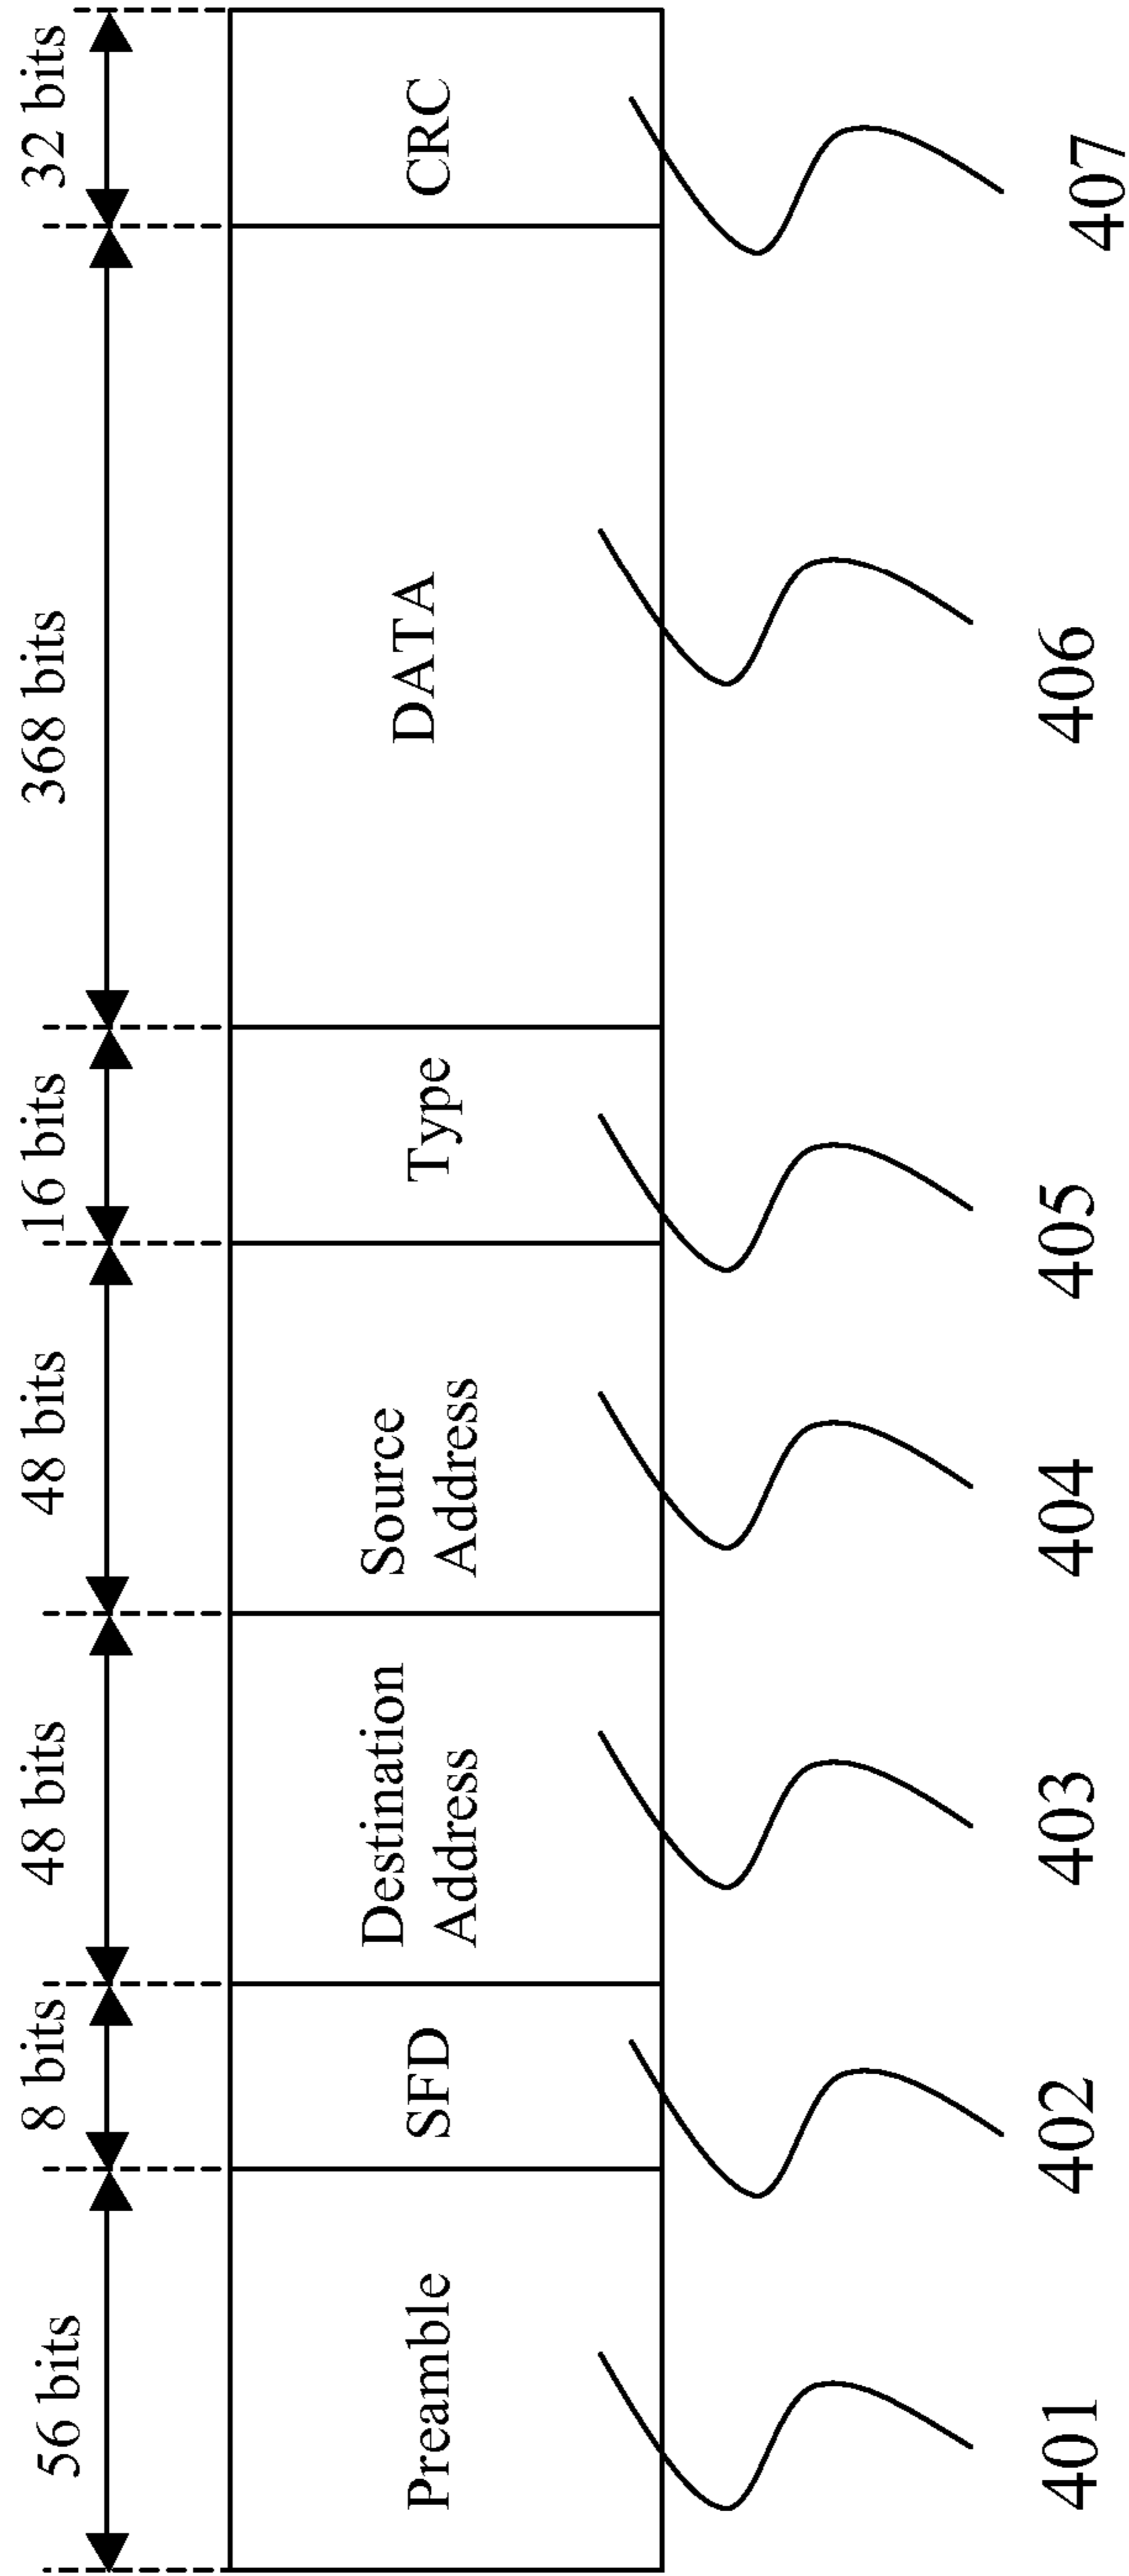 56 bits
8 bits
48 bits
48 bits
16 bits
368 bits
32 bits
Preamble
SFD
Destination
Address
Source
Address
Type
DATA
CRC
401
402
403
404
405
406
407